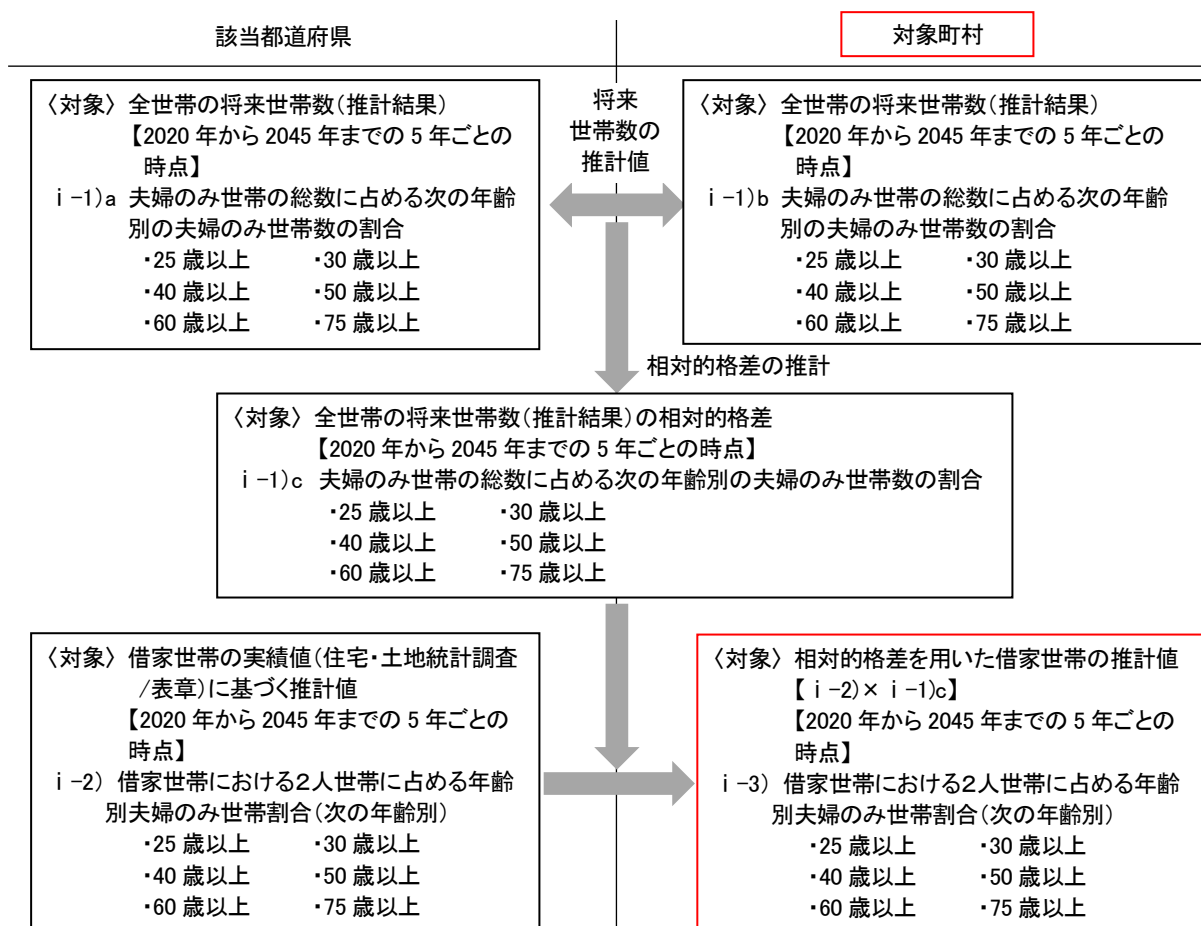 該当都道府県
対象町村
〈対象〉 全世帯の将来世帯数(推計結果)
【2020 年から 2045 年までの 5 年ごとの
時点】
ⅰ-1)a 夫婦のみ世帯の総数に占める次の年齢
別の夫婦のみ世帯数の割合
・25 歳以上 ・30 歳以上
・40 歳以上 ・50 歳以上
・60 歳以上 ・75 歳以上
将来
世帯数の
推計値
〈対象〉 全世帯の将来世帯数(推計結果)
【2020 年から 2045 年までの 5 年ごとの
時点】
ⅰ-1)b 夫婦のみ世帯の総数に占める次の年齢
別の夫婦のみ世帯数の割合
・25 歳以上 ・30 歳以上
・40 歳以上 ・50 歳以上
・60 歳以上 ・75 歳以上
相対的格差の推計
〈対象〉 全世帯の将来世帯数(推計結果)の相対的格差
【2020 年から 2045 年までの 5 年ごとの時点】
ⅰ-1)c 夫婦のみ世帯の総数に占める次の年齢別の夫婦のみ世帯数の割合
・25 歳以上 ・30 歳以上
・40 歳以上 ・50 歳以上
・60 歳以上 ・75 歳以上
〈対象〉 借家世帯の実績値(住宅・土地統計調査
/表章)に基づく推計値
【2020 年から 2045 年までの 5 年ごとの
時点】
ⅰ-2) 借家世帯における2人世帯に占める年齢
別夫婦のみ世帯割合(次の年齢別)
・25 歳以上 ・30 歳以上
・40 歳以上 ・50 歳以上
・60 歳以上 ・75 歳以上
〈対象〉 相対的格差を用いた借家世帯の推計値
【ⅰ-2)×ⅰ-1)c】
【2020 年から 2045 年までの 5 年ごとの
時点】
ⅰ-3) 借家世帯における2人世帯に占める年齢
別夫婦のみ世帯割合(次の年齢別)
・25 歳以上 ・30 歳以上
・40 歳以上 ・50 歳以上
・60 歳以上 ・75 歳以上